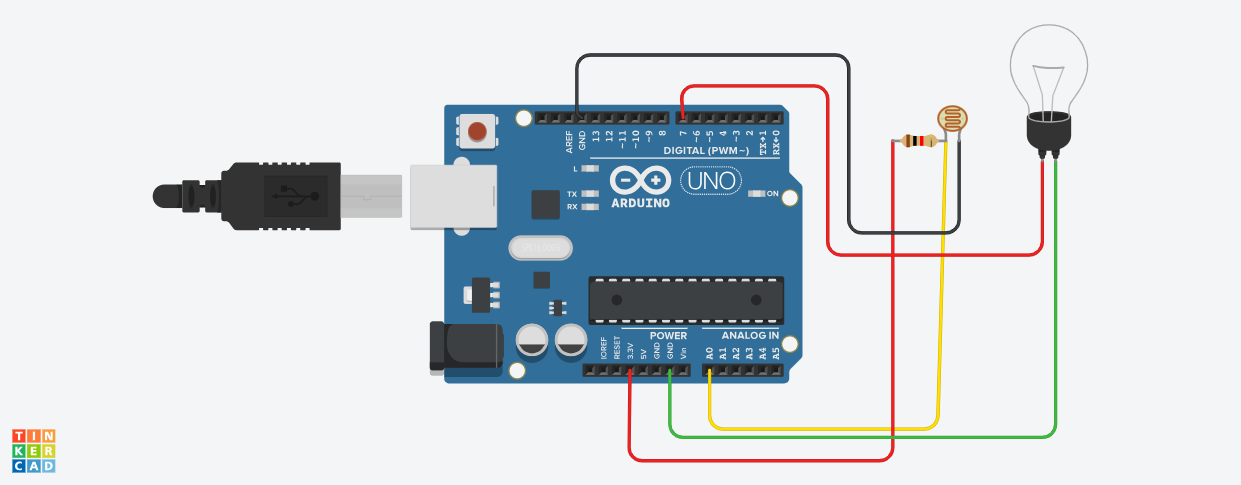 AREF
GND
13
12
~11
~10
~9
8
7
~6
~5
4
~3
2
TX→1
RX←0
DIGITAL (PWM~)
L
TX
RX
ARDUINO
UNO
ON
POWER
ANALOG IN
IOREF
RESET
3.3V
5V
GND
GND
Vin
A0
A1
A2
A3
A4
A5
TIN
KER
CAD